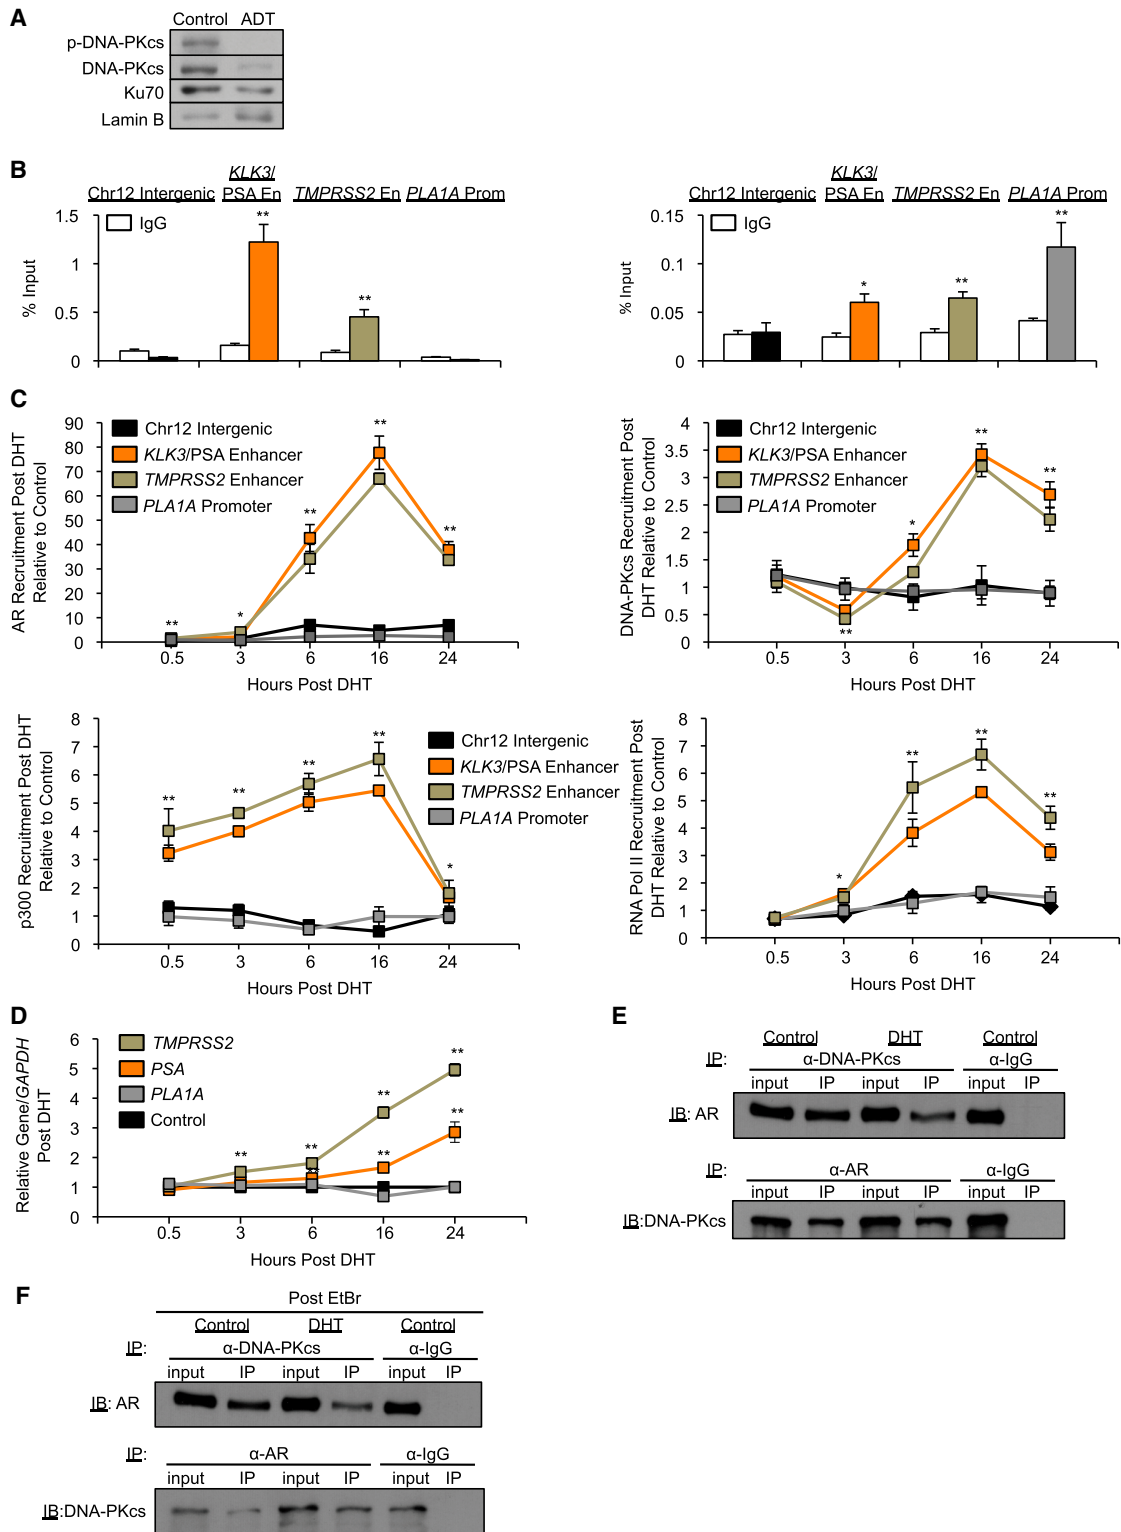 A
Control ADT
p-DNA-PKcs
DNA-PKcs
Ku70
Lamin B
B
Chr12 Intergenic KLK3/ PSA En TMPRSS2 En PLA1A Prom
% Input
1.5
1
0.5
0
IgG
**
**
Chr12 Intergenic KLK3/ PSA En TMPRSS2 En PLA1A Prom
% Input
0.15
0.1
0.05
0
IgG
*
**
**
C
AR Recruitment Post DHT
Relative to Control
90
80
70
60
50
40
30
20
10
0
Chr12 Intergenic
KLK3/PSA Enhancer
TMPRSS2 Enhancer
PLA1A Promoter
** * ** ** **
0.5 3 6 16 24
Hours Post DHT
DNA-PKcs Recruitment Post
DHT Relative to Control
4
3.5
3
2.5
2
1.5
1
0.5
0
Chr12 Intergenic
KLK3/PSA Enhancer
TMPRSS2 Enhancer
PLA1A Promoter
** * ** **
0.5 3 6 16 24
Hours Post DHT
p300 Recruitment Post DHT
Relative to Control
8
7
6
5
4
3
2
1
0
Chr12 Intergenic
KLK3/PSA Enhancer
TMPRSS2 Enhancer
PLA1A Promoter
** ** ** ** *
0.5 3 6 16 24
Hours Post DHT
RNA Pol II Recruitment Post
DHT Relative to Control
8
7
6
5
4
3
2
1
0
* ** ** **
0.5 3 6 16 24
Hours Post DHT
D
Relative Gene/GAPDH
Post DHT
6
5
4
3
2
1
0
TMPRSS2
PSA
PLA1A
Control
** ** ** **
** ** **
0.5 3 6 16 24
Hours Post DHT
E
Control DHT Control
IP: α-DNA-PKcs α-IgG
input IP input IP input IP
IB: AR
IP: α-AR α-IgG
input IP input IP input IP
IB:DNA-PKcs
F
Post EtBr
Control DHT Control
IP: α-DNA-PKcs α-IgG
input IP input IP input IP
IB: AR
IP: α-AR α-IgG
input IP input IP input IP
IB:DNA-PKcs